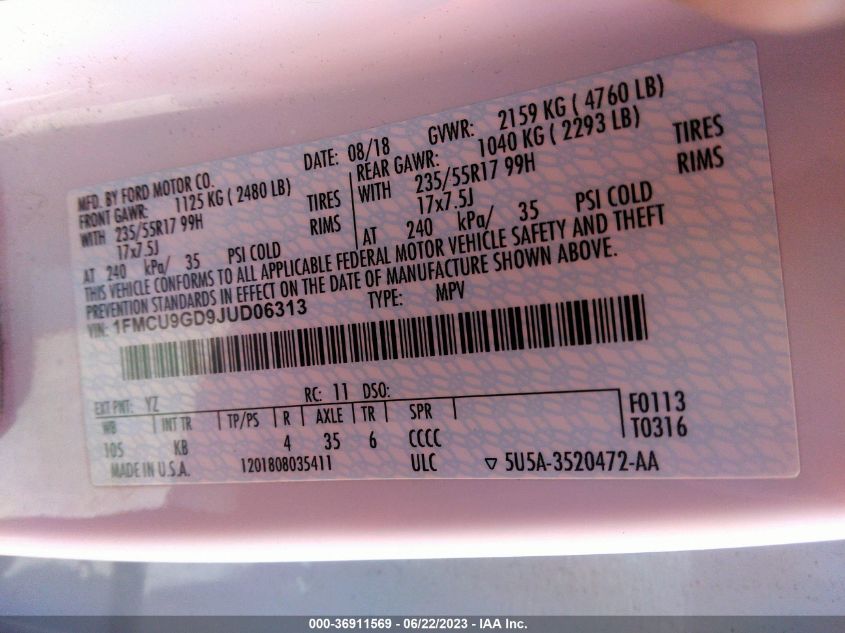 MFD. BY FORD MOTOR CO.
DATE: 08/18
GVWR: 2159 KG ( 4760 LB)
FRONT GAWR: 1125 KG ( 2480 LB)
REAR GAWR: 1040 KG ( 2293 LB)
WITH 235/55R17 99H TIRES
WITH 235/55R17 99H TIRES
17x7.5J RIMS
17x7.5J RIMS
AT 240 kPa/ 35 PSI COLD
AT 240 kPa/ 35 PSI COLD
THIS VEHICLE CONFORMS TO ALL APPLICABLE FEDERAL MOTOR VEHICLE SAFETY AND THEFT
PREVENTION STANDARDS IN EFFECT ON THE DATE OF MANUFACTURE SHOWN ABOVE.
VIN: 1FMCU9GD9JUD06313
TYPE: MPV
EXT PNT: YZ RC: 11 DSO:
WB INT TR TP/PS R AXLE TR SPR
105 KB 4 35 6 CCCC
F0113
T0316
MADE IN U.S.A. 1201808035411 ULC ▽ 5U5A-3520472-AA
000-36911569 - 06/22/2023 - IAA Inc.